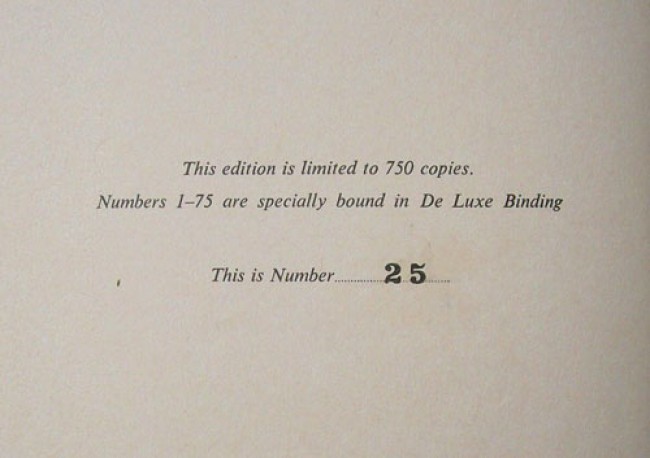 This edition is limited to 750 copies.
Numbers 1–75 are specially bound in De Luxe Binding
This is Number..........25......